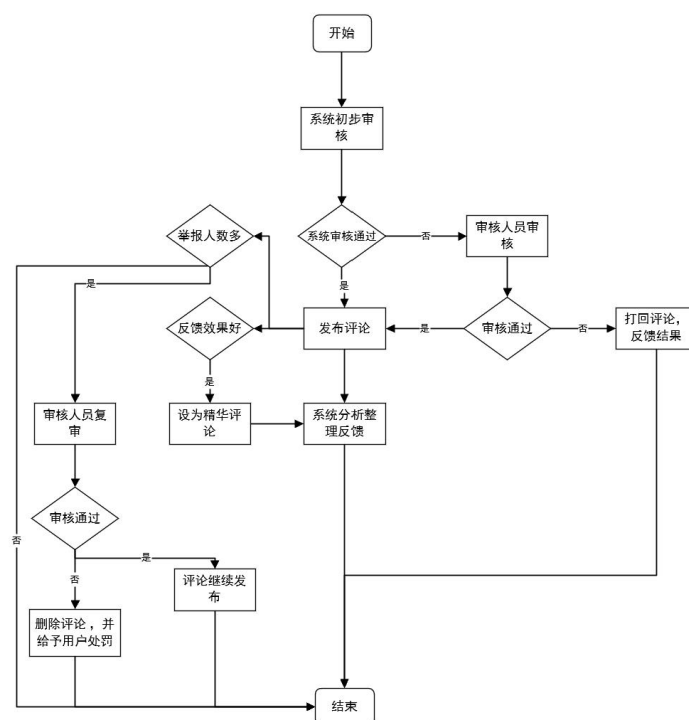 开始
系统初步审
核
举报人数多
系统审核通过
否
审核人员审
核
是
是
反馈效果好
发布评论
是
审核通过
否
打回评论，
反馈结果
是
审核人员复
审
设为精华评
论
系统分析整
理反馈
审核通过
否
是
否
评论继续发
布
删除评论，并
给予用户处罚
结束